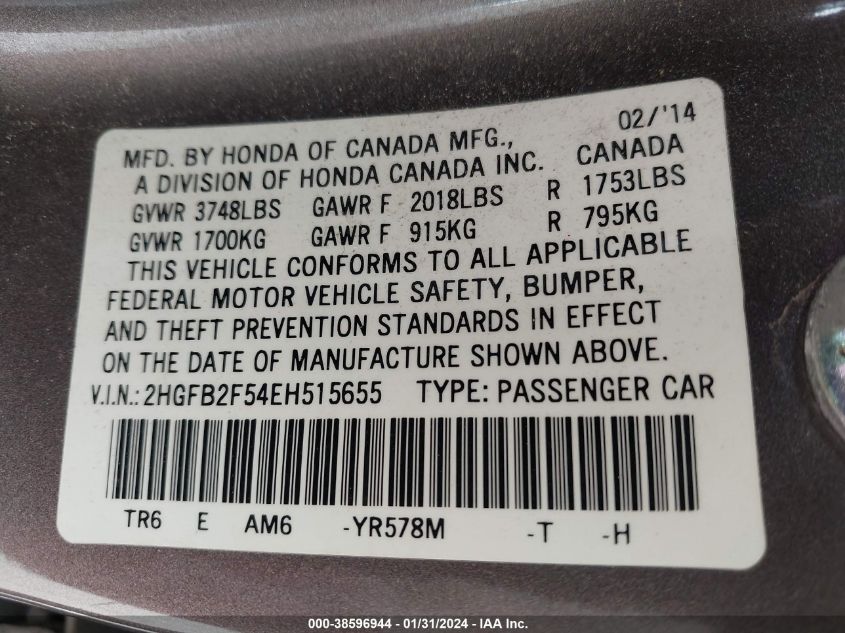 02/'14
MFD. BY HONDA OF CANADA MFG., CANADA
A DIVISION OF HONDA CANADA INC.
GVWR 3748LBS GAWR F 2018LBS R 1753LBS
GVWR 1700KG GAWR F 915KG R 795KG
THIS VEHICLE CONFORMS TO ALL APPLICABLE
FEDERAL MOTOR VEHICLE SAFETY, BUMPER,
AND THEFT PREVENTION STANDARDS IN EFFECT
ON THE DATE OF MANUFACTURE SHOWN ABOVE.
V.I.N.: 2HGFB2F54EH515655 TYPE: PASSENGER CAR
TR6 E AM6 -YR578M -T -H
000-38596944 - 01/31/2024 - IAA Inc.